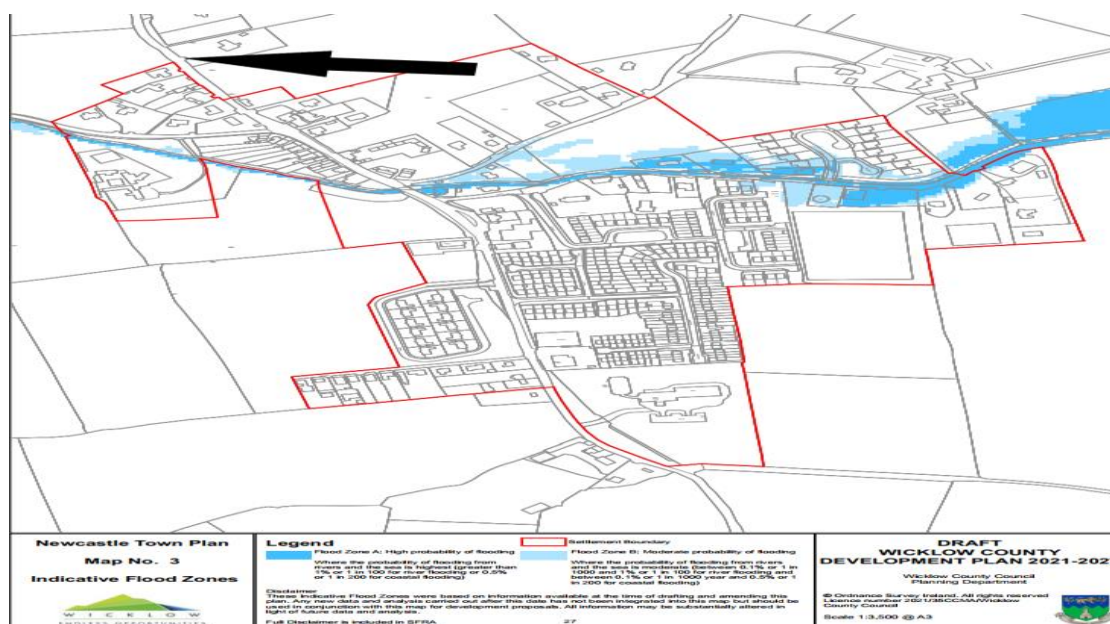 Newcastle Town Plan
Map No. 3
Indicative Flood Zones
WICKLOW
ENDLESS OPPORTUNITIES
Legend
Flood Zone A: High probability of flooding
Where the probability of flooding from
rivers and the sea is highest (greater than
1% or 1 in 100 for river flooding or 0.5%
or 1 in 200 for coastal flooding)
Settlement Boundary
Flood Zone B: Moderate probability of flooding
Where the probability of flooding from rivers
and the sea is moderate (between 0.1% or 1 in
1000 and 1% or 1 in 100 for river flooding and
between 0.1% or 1 in 1000 year and 0.5% or 1
in 200 for coastal flooding)
Disclaimer
These Indicative Flood Zones were based on information available at the time of drafting and amending this
plan. Any new data and analysis carried out after this date has not been integrated into this map but should be
used in conjunction with this map for development proposals. All information may be substantially altered in
light of future data and analysis.
Full Disclaimer is included in SFRA
27
DRAFT
WICKLOW COUNTY
DEVELOPMENT PLAN 2021-202
Wicklow County Council
Planning Department
© Ordnance Survey Ireland. All rights reserved
Licence number 2021/35CCMA/Wicklow
County Council
Scale 1:3,500 @ A3